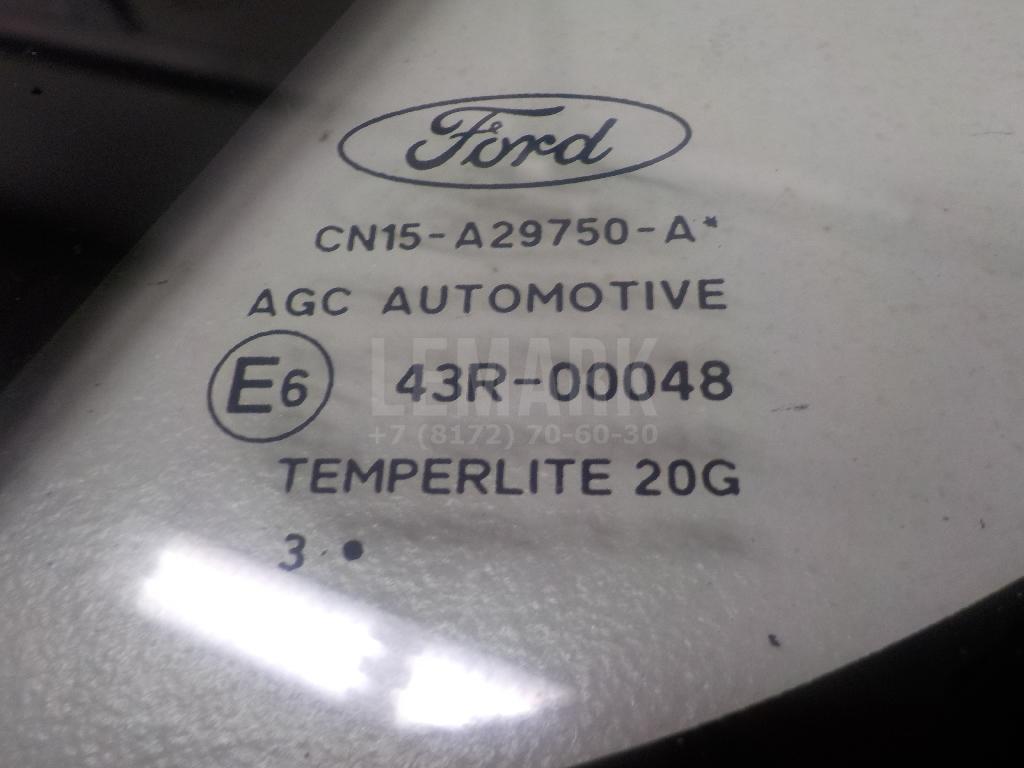 Ford
CN15-A29750-A*
AGC AUTOMOTIVE
E6 43R-00048
LEMARK
+7 (8172) 70-60-30
TEMPERLITE 20G
3 . ●